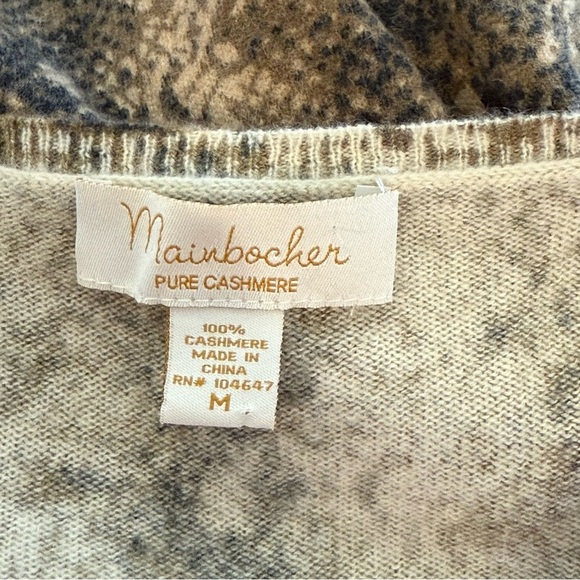 Mainbocher
PURE CASHMERE
100%
CASHMERE
MADE IN
CHINA
RN# 104647
M